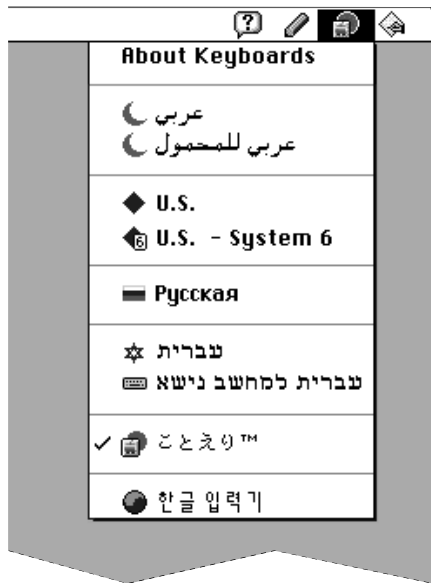 About Keyboards
عربي
عربي للمحمول
U.S.
U.S. - System 6
Русская
עברית
עברית למחשב נישא
ことえり™
한글 입력기